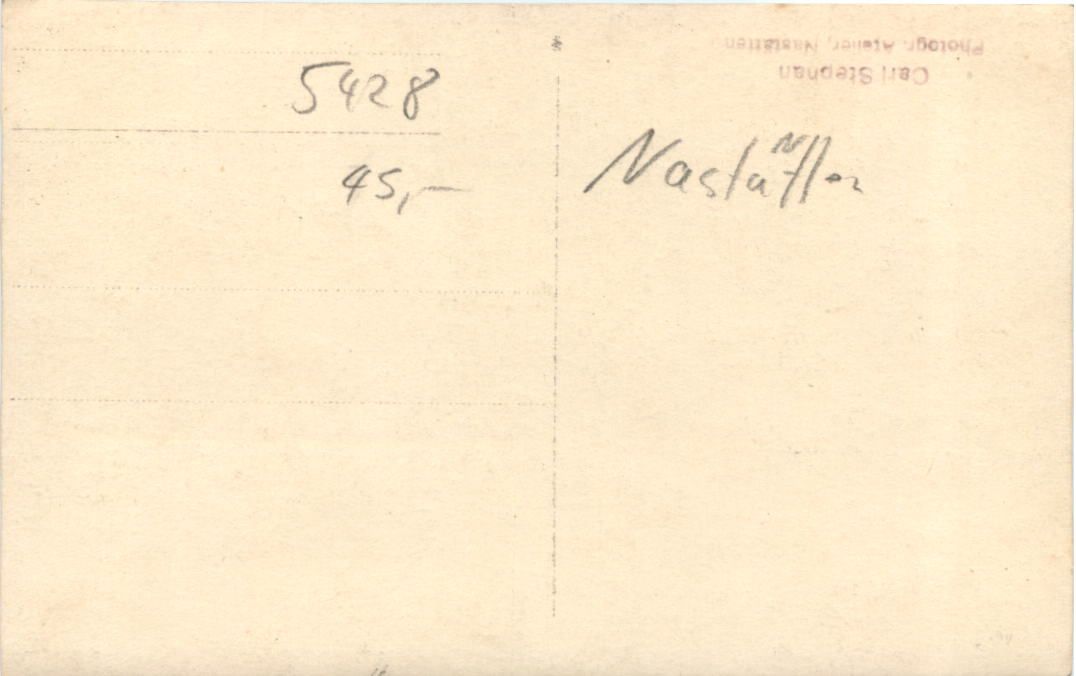 Carl Stephan
Photogr. Atelier, Nastätten
5428
45,-
Nastätten